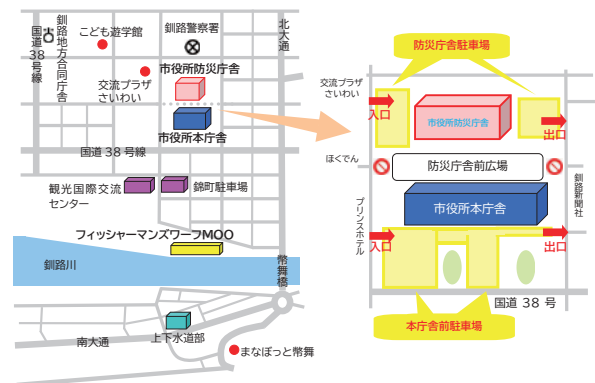 国道38号線
釧路地方合同庁舎
こども遊学館
釧路警察署
北大通
市役所防災庁舎
交流プラザ
さいわい
市役所本庁舎
国道 38 号線
観光国際交流
センター
錦町駐車場
フィッシャーマンズワーフMOO
釧路川
幣舞橋
上下水道部
南大通
まなぼっと幣舞
防災庁舎駐車場
交流プラザ
さいわい
入口
市役所防災庁舎
出口
ほくでん
防災庁舎前広場
釧路新聞社
プリンスホテル
市役所本庁舎
入口
出口
国道 38 号
本庁舎前駐車場